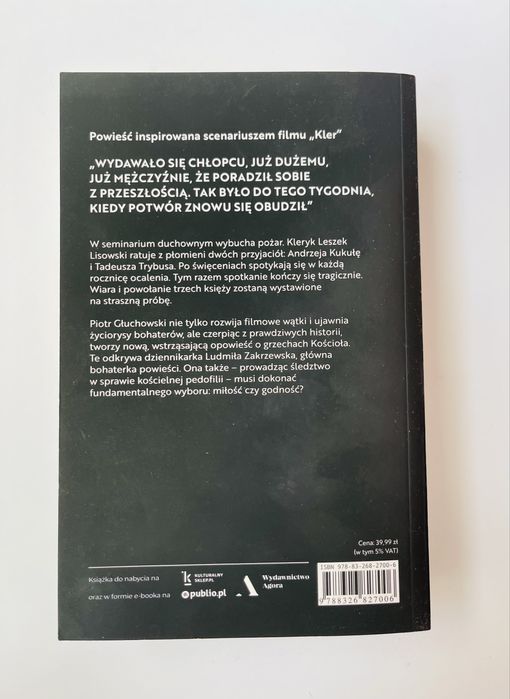 Powieść inspirowana scenariuszem filmu „Kler”
„WYDAWAŁO SIĘ CHŁOPCU, JUŻ DUŻEMU,
JUŻ MĘŻCZYŹNIE, ŻE PORADZIŁ SOBIE
Z PRZESZŁOŚCIĄ. TAK BYŁO DO TEGO TYGODNIA,
KIEDY POTWÓR ZNOWU SIĘ OBUDZIŁ”
W seminarium duchownym wybucha pożar. Kleryk Leszek
Lisowski ratuje z płomieni dwóch przyjaciół: Andrzeja Kukułę
i Tadeusza Trybusa. Po święceniach spotykają się w każdą
rocznicę ocalenia. Tym razem spotkanie kończy się tragicznie.
Wiara i powołanie trzech księży zostaną wystawione
na straszną próbę.
Piotr Głuchowski nie tylko rozwija filmowe wątki i ujawnia
życiorysy bohaterów, ale czerpiąc z prawdziwych historii,
tworzy nową, wstrząsającą opowieść o grzechach Kościoła.
Te odkrywa dziennikarka Ludmiła Zakrzewska, główna
bohaterka powieści. Ona także – prowadząc śledztwo
w sprawie kościelnej pedofilii – musi dokonać
fundamentalnego wyboru: miłość czy godność?
Cena: 39,99 zł
(w tym 5% VAT)
ISBN 978-83-268-2700-6
9 788326 827006
Książka do nabycia na
KULTURALNY
SKLEP.PL
oraz w formie e-booka na
publio.pl
Wydawnictwo
Agora